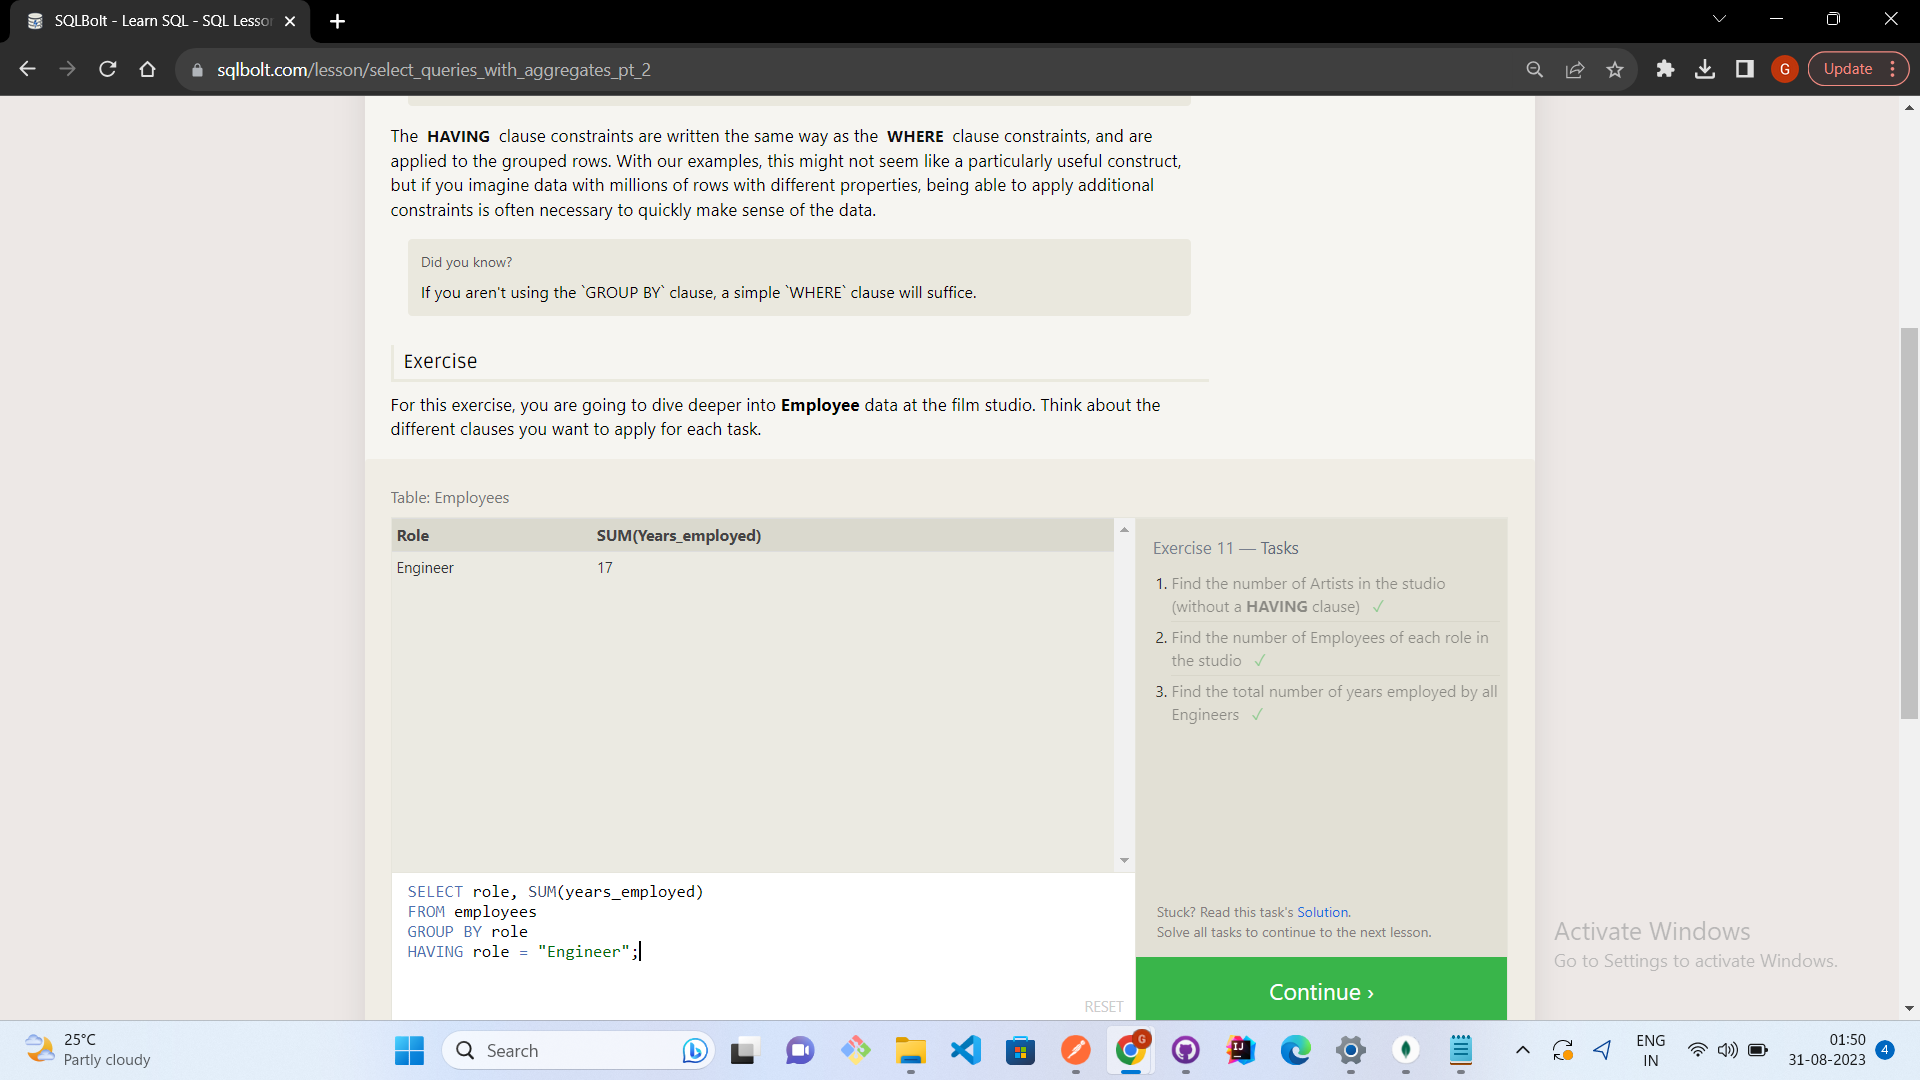 SQLBolt - Learn SQL - SQL Lesson
sqlbolt.com/lesson/select_queries_with_aggregates_pt_2
G
Update
The HAVING clause constraints are written the same way as the WHERE clause constraints, and are
applied to the grouped rows. With our examples, this might not seem like a particularly useful construct,
but if you imagine data with millions of rows with different properties, being able to apply additional
constraints is often necessary to quickly make sense of the data.
Did you know?
If you aren't using the `GROUP BY` clause, a simple `WHERE` clause will suffice.
Exercise
For this exercise, you are going to dive deeper into Employee data at the film studio. Think about the
different clauses you want to apply for each task.
Table: Employees
Role SUM(Years_employed)
Engineer 17
Exercise 11 — Tasks
1. Find the number of Artists in the studio
(without a HAVING clause) ✓
2. Find the number of Employees of each role in
the studio ✓
3. Find the total number of years employed by all
Engineers ✓
SELECT role, SUM(years_employed)
FROM employees
GROUP BY role
HAVING role = "Engineer";
RESET
Stuck? Read this task's Solution.
Solve all tasks to continue to the next lesson.
Continue ›
Activate Windows
Go to Settings to activate Windows.
25°C
Partly cloudy
Search
G
IJ
ENG
IN
01:50
31-08-2023
4